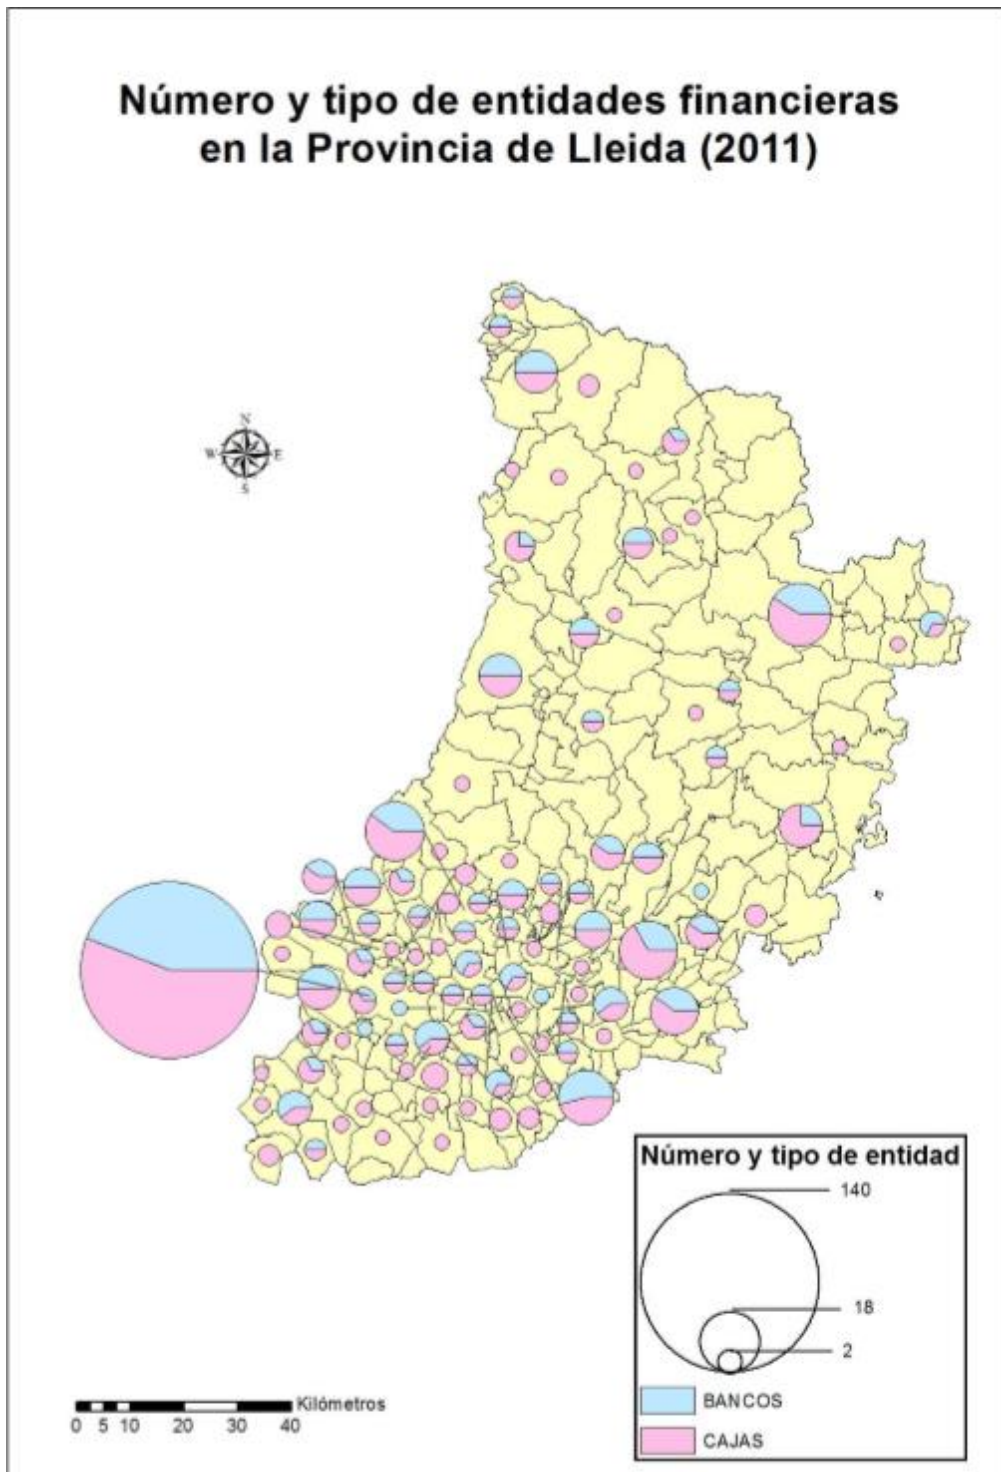 Número y tipo de entidades financieras
en la Provincia de Lleida (2011)
N
W E
S
Número y tipo de entidad
140
18
2
BANCOS
CAJAS
Kilómetros
0 5 10 20 30 40